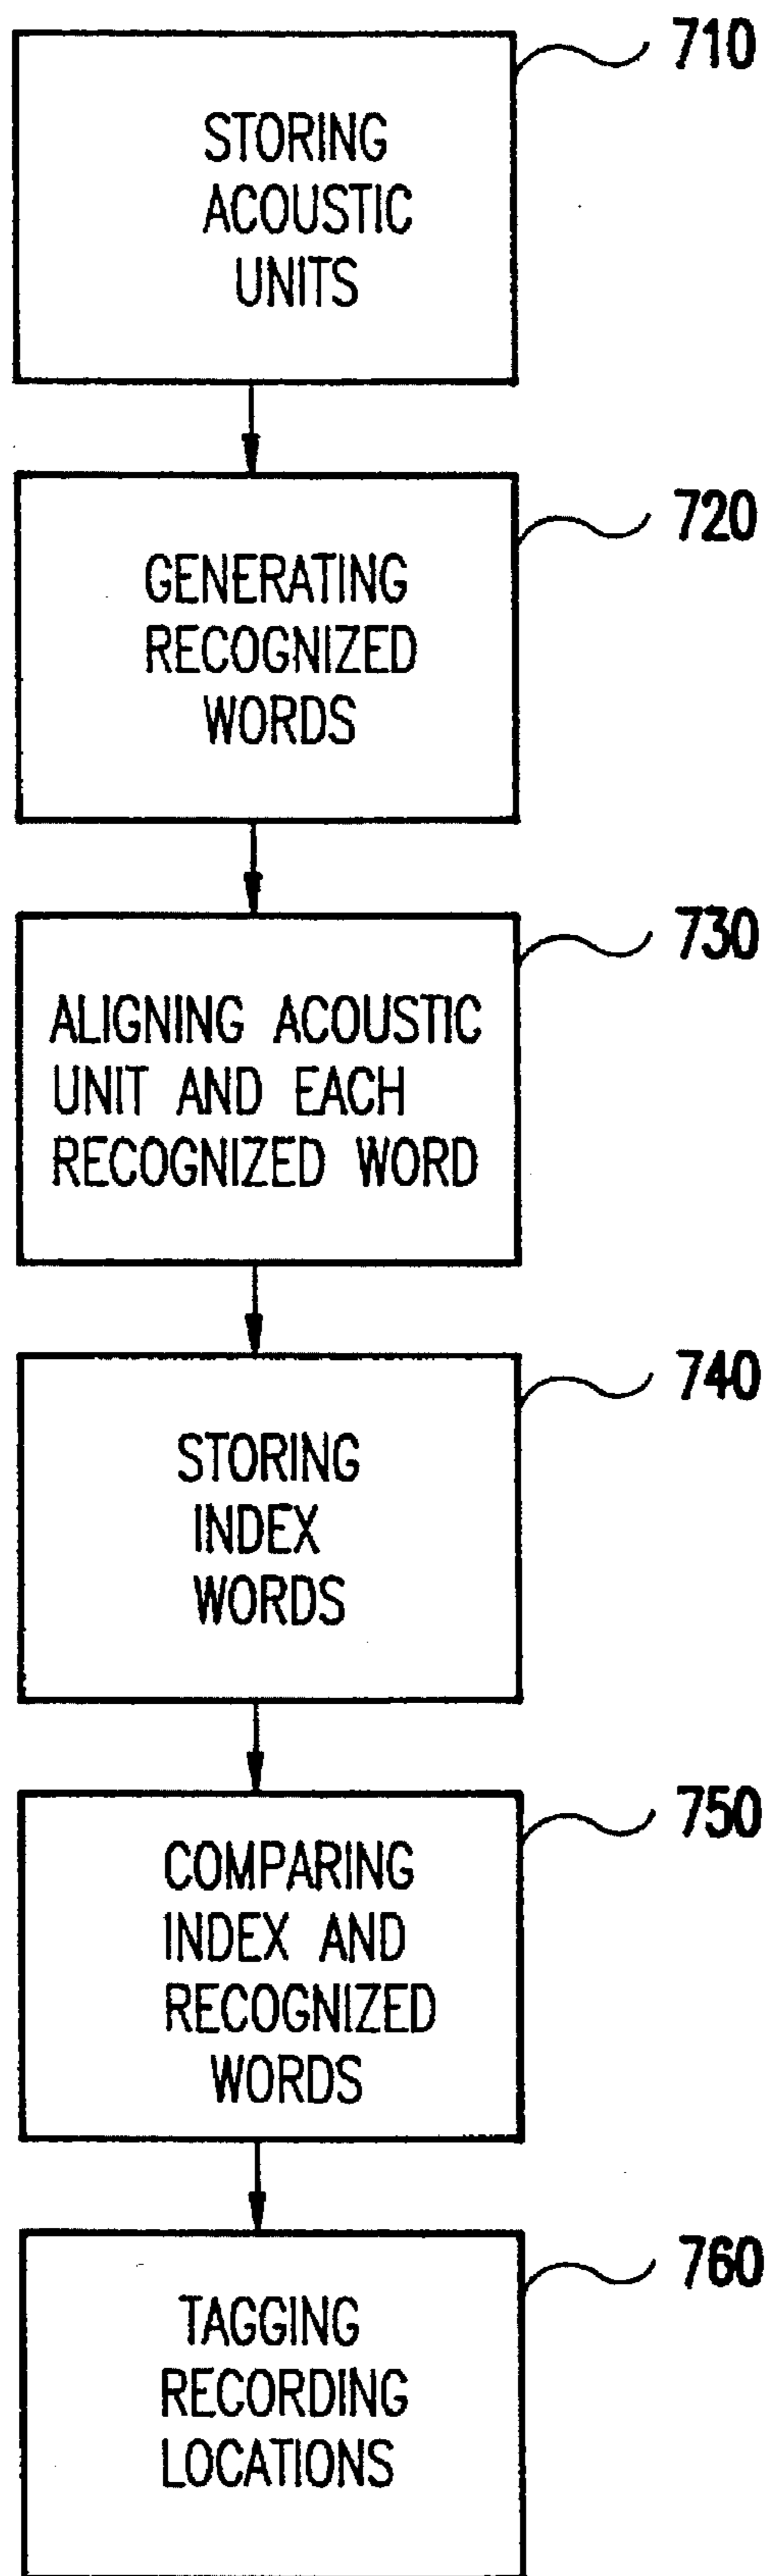 710
STORING
ACOUSTIC
UNITS
720
GENERATING
RECOGNIZED
WORDS
730
ALIGNING ACOUSTIC
UNIT AND EACH
RECOGNIZED WORD
740
STORING
INDEX
WORDS
750
COMPARING
INDEX AND
RECOGNIZED
WORDS
760
TAGGING
RECORDING
LOCATIONS